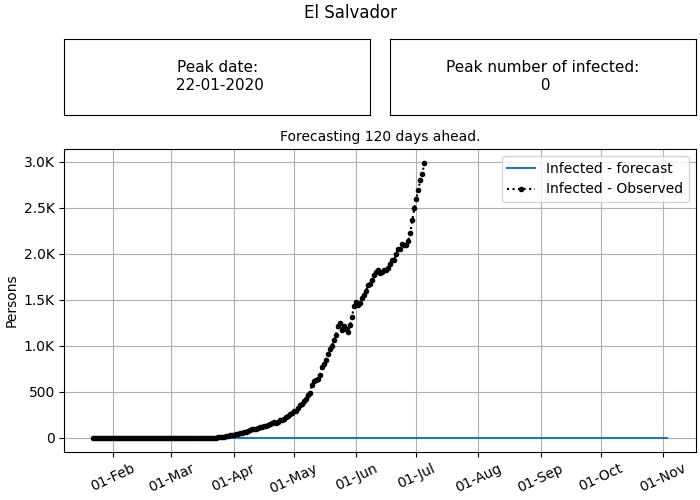 El Salvador
Peak date:
22-01-2020
Peak number of infected:
0
Forecasting 120 days ahead.
Infected - forecast
Infected - Observed
Persons
3.0K
2.5K
2.0K
1.5K
1.0K
500
0
01-Feb
01-Mar
01-Apr
01-May
01-Jun
01-Jul
01-Aug
01-Sep
01-Oct
01-Nov